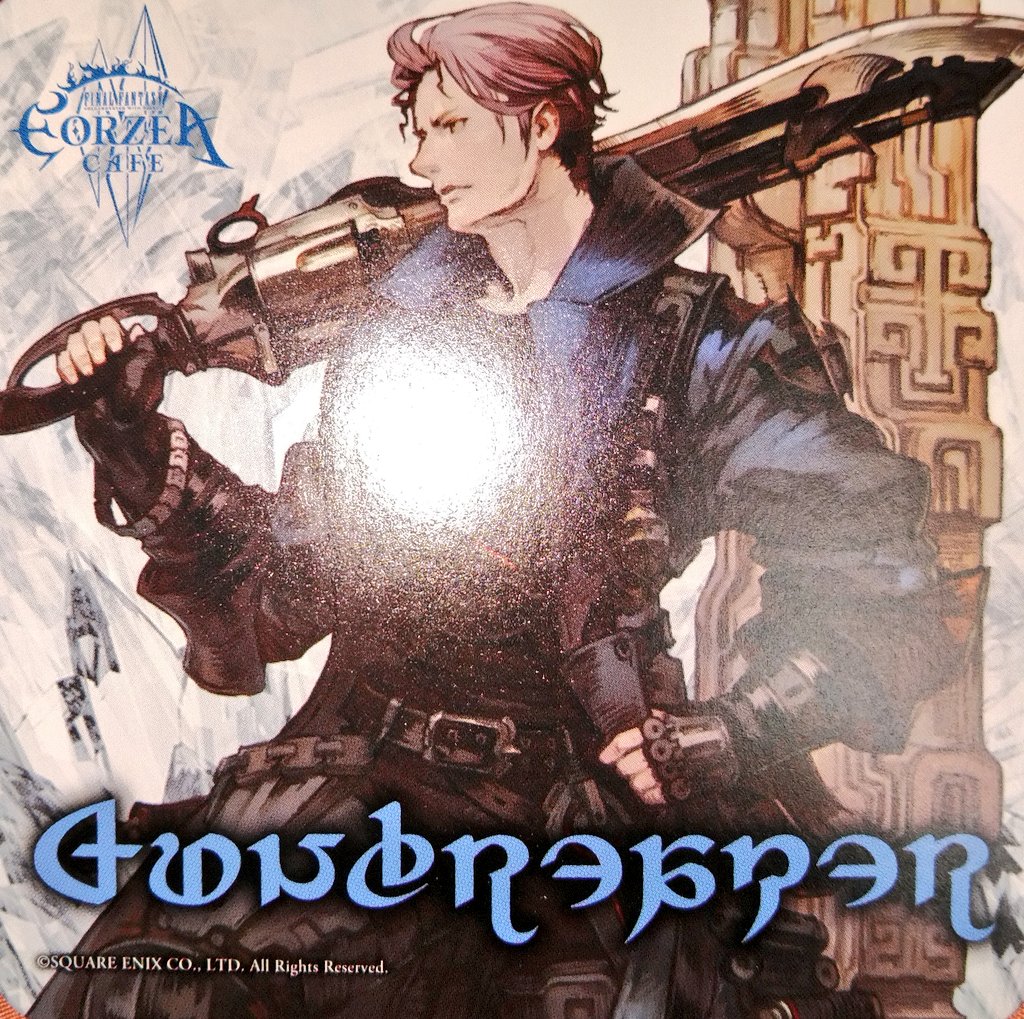 FINAL FANTASY
EORZEA
CAFE
Gunbreaker
©SQUARE ENIX CO., LTD. All Rights Reserved.